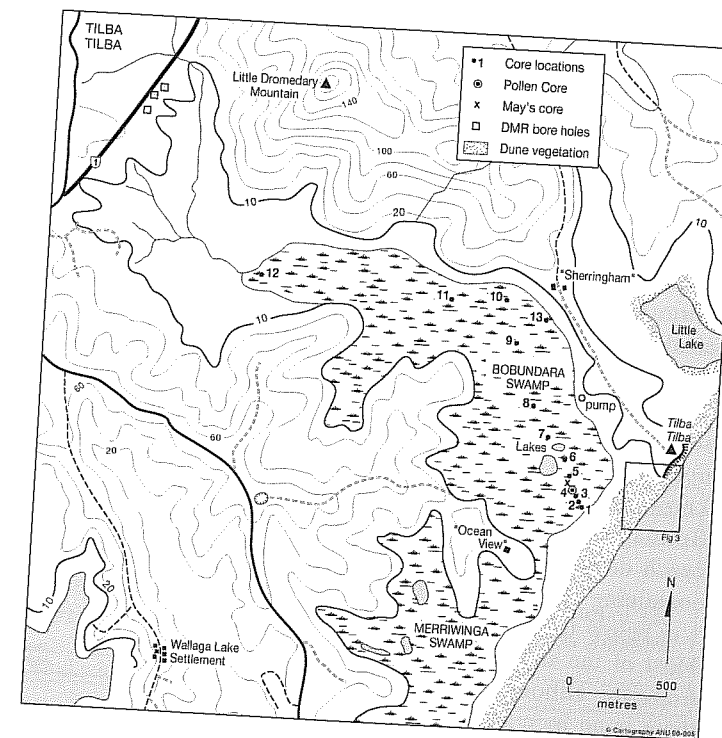 TILBA
TILBA
Little Dromedary
Mountain
140
100
60
20
10
1
•1 Core locations
Pollen Core
x May's core
DMR bore holes
Dune vegetation
10
"Sherringham"
Little
Lake
12
11
10
13
9
BOBUNDARA
SWAMP
10
8
pump
7
Lakes
6
5
x
4
3
2
1
Tilba
Tilba
Fig 3
60
20
60
"Ocean
View"
MERRIWINGA
SWAMP
10
20
Wallaga Lake
Settlement
N
0 500
metres
© Cartography ANU